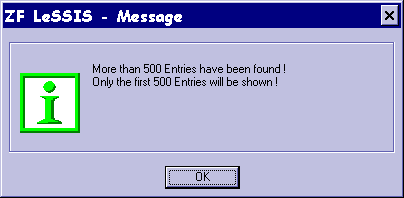 ZF LeSSIS - Message
More than 500 Entries have been found !
Only the first 500 Entries will be shown !
OK